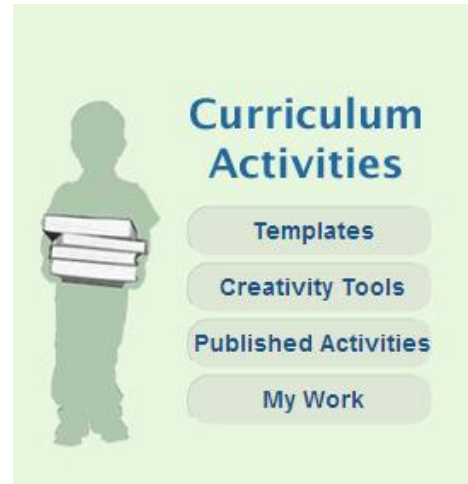 Curriculum
Activities
Templates
Creativity Tools
Published Activities
My Work